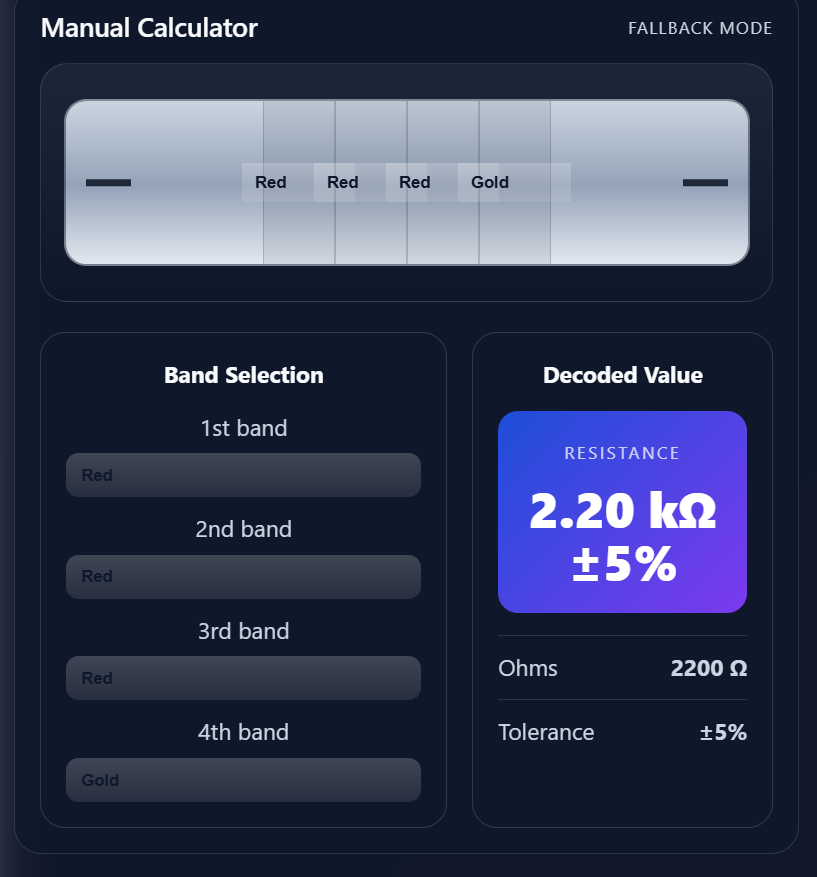 Manual Calculator
FALLBACK MODE
Red Red Red Gold
Band Selection
1st band
Red
2nd band
Red
3rd band
Red
4th band
Gold
Decoded Value
RESISTANCE
2.20 kΩ
±5%
Ohms 2200 Ω
Tolerance ±5%